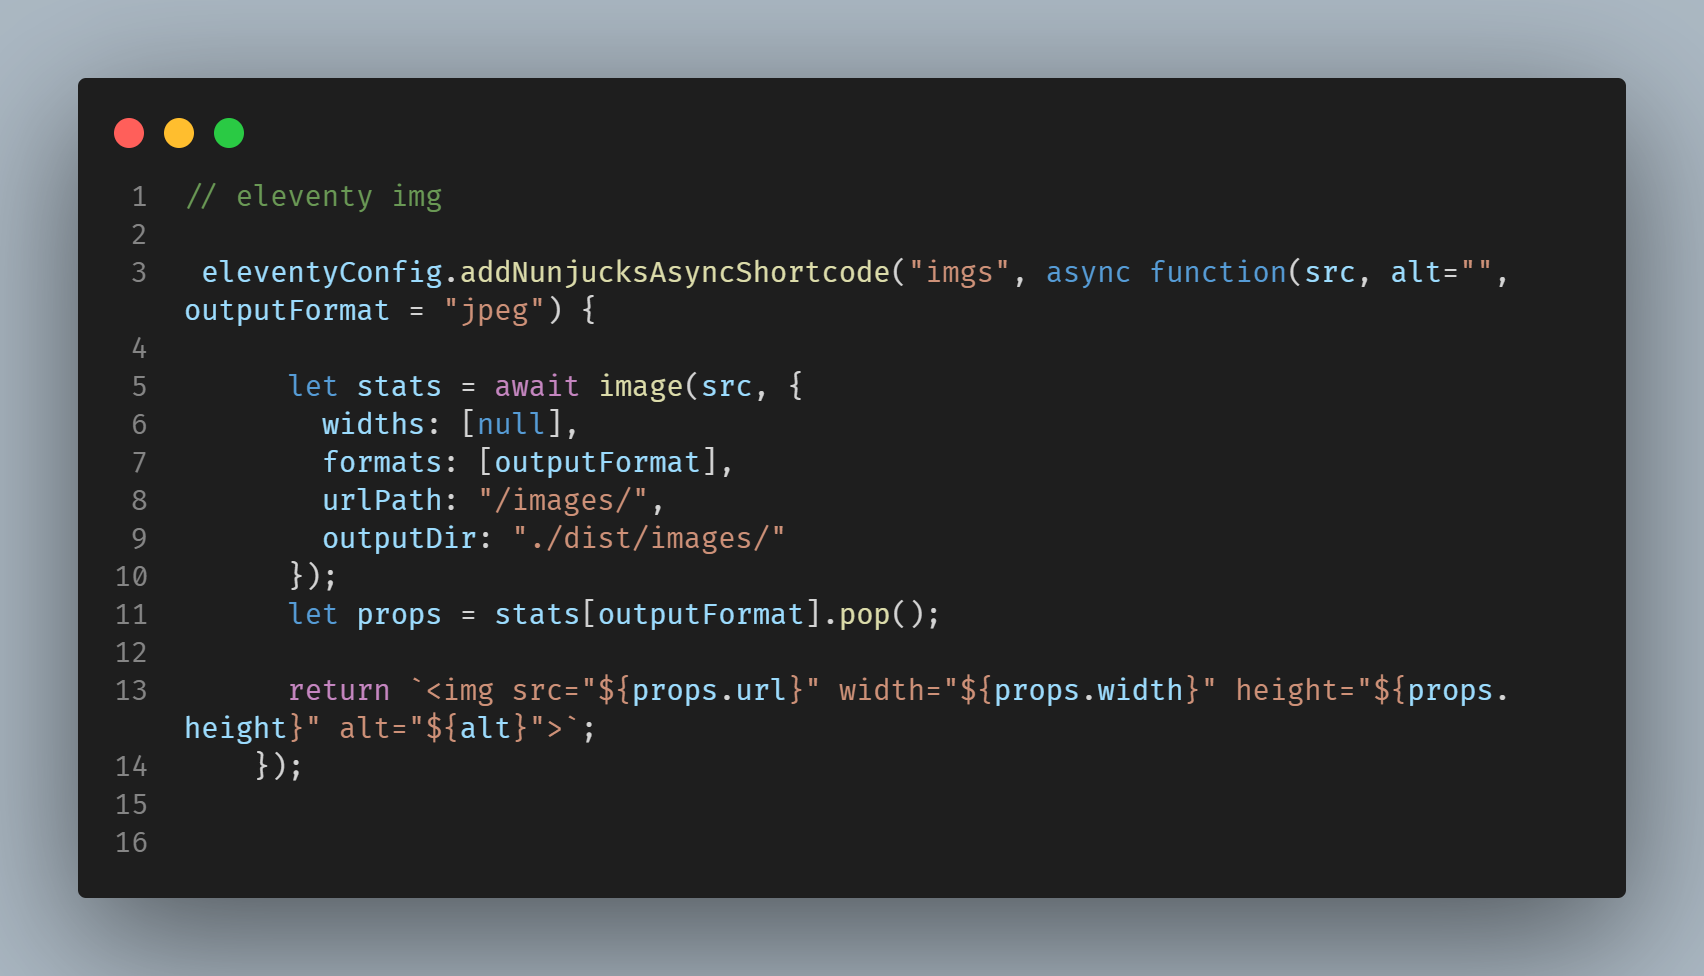 1 // eleventy img
2
3 eleventyConfig.addNunjucksAsyncShortcode("imgs", async function(src, alt="",
outputFormat = "jpeg") {
4
5 let stats = await image(src, {
6 widths: [null],
7 formats: [outputFormat],
8 urlPath: "/images/",
9 outputDir: "./dist/images/"
10 });
11 let props = stats[outputFormat].pop();
12
13 return `<img src="${props.url}" width="${props.width}" height="${props.
height}" alt="${alt}">`;
14 });
15
16